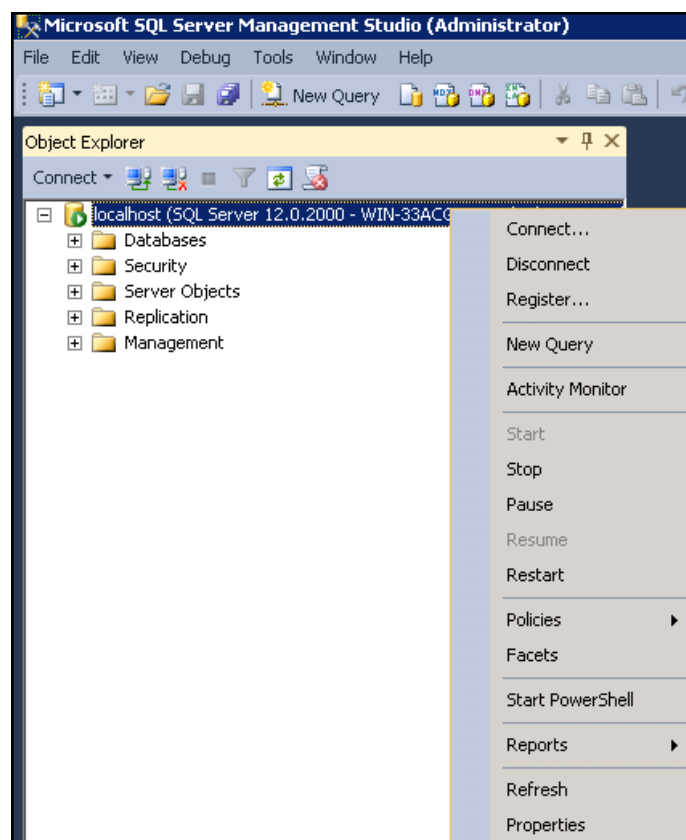 Microsoft SQL Server Management Studio (Administrator)
File Edit View Debug Tools Window Help
New Query
Object Explorer
Connect
localhost (SQL Server 12.0.2000 - WIN-33AC
Databases
Security
Server Objects
Replication
Management
Connect...
Disconnect
Register...
New Query
Activity Monitor
Start
Stop
Pause
Resume
Restart
Policies
Facets
Start PowerShell
Reports
Refresh
Properties